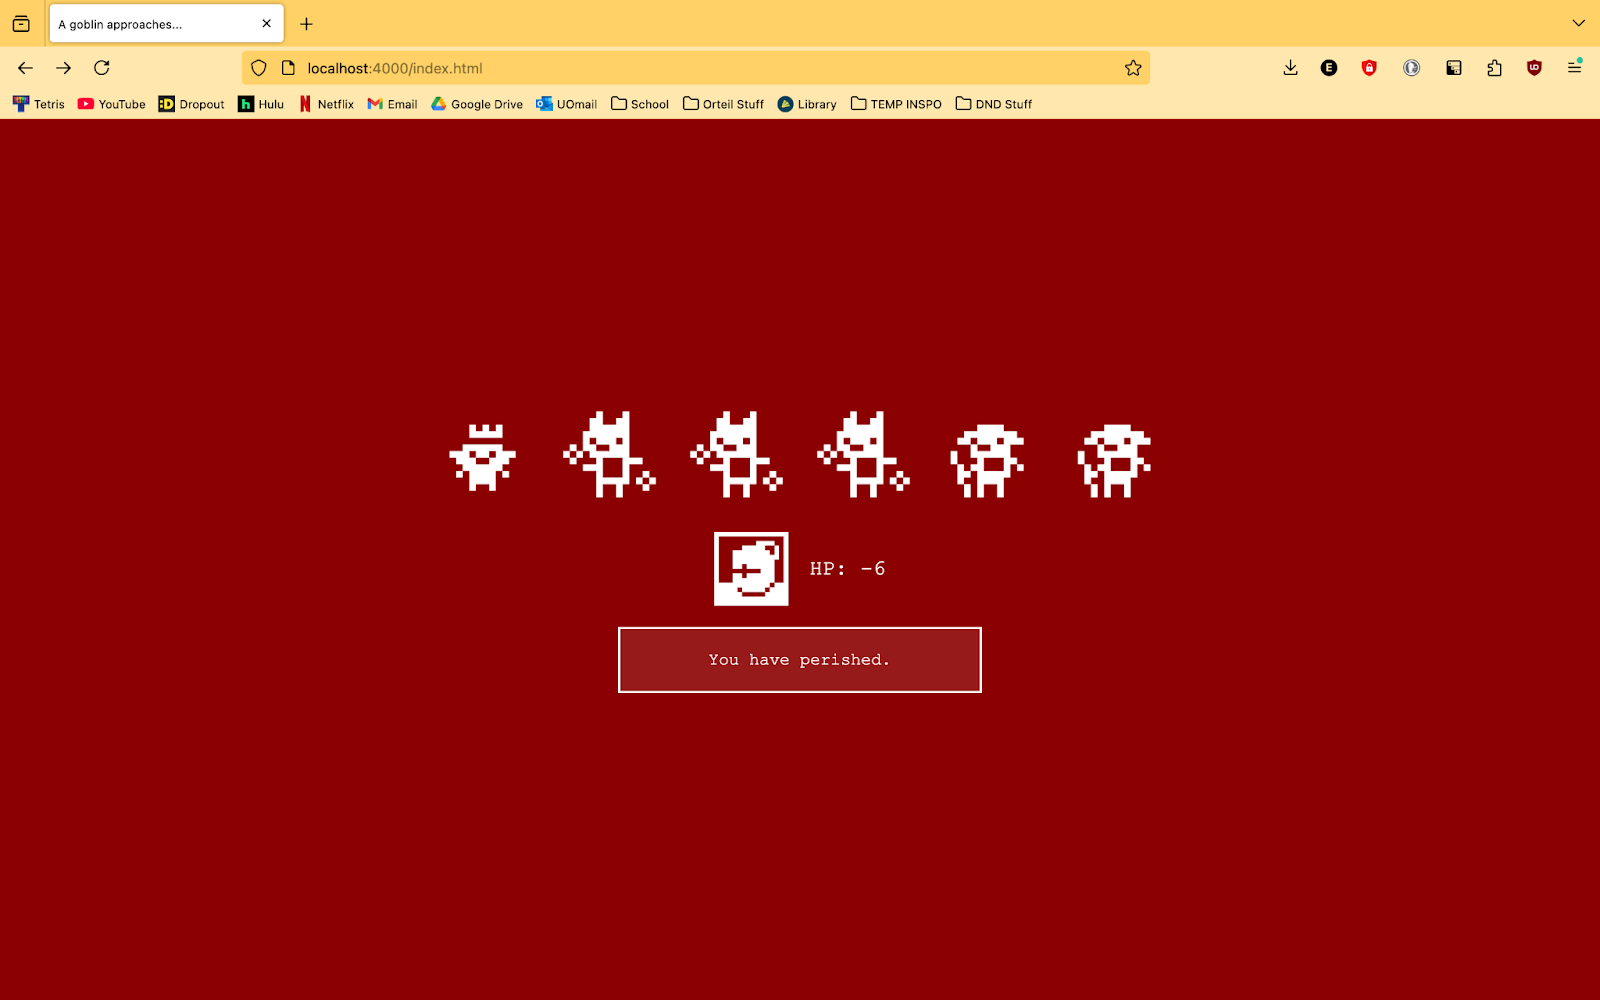 A goblin approaches...
localhost:4000/index.html
Tetris YouTube Dropout Hulu Netflix Email Google Drive UOmail School Orteil Stuff Library TEMP INSPO DND Stuff
HP: -6
You have perished.